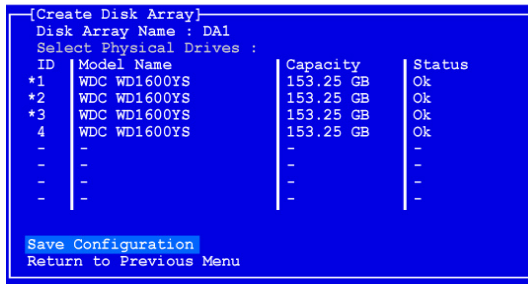 [Create Disk Array]
Disk Array Name : DA1
Select Physical Drives :
ID Model Name Capacity Status
*1 WDC WD1600YS 153.25 GB Ok
*2 WDC WD1600YS 153.25 GB Ok
*3 WDC WD1600YS 153.25 GB Ok
4 WDC WD1600YS 153.25 GB Ok
- - - -
- - - -
- - - -
- - - -
Save Configuration
Return to Previous Menu